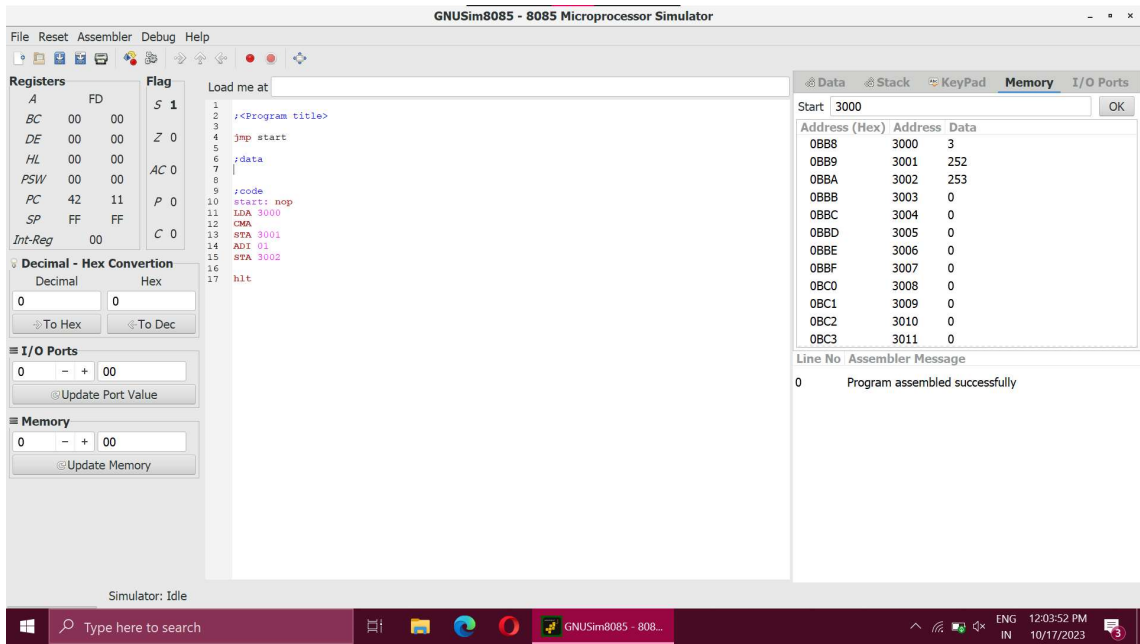 GNUSim8085 - 8085 Microprocessor Simulator
File Reset Assembler Debug Help
Registers
A FD
BC 00 00
DE 00 00
HL 00 00
PSW 00 00
PC 42 11
SP FF FF
Int-Reg 00
Flag
S 1
Z 0
AC 0
P 0
C 0
Decimal - Hex Convertion
Decimal Hex
0 0
To Hex To Dec
I/O Ports
0 - + 00
Update Port Value
Memory
0 - + 00
Update Memory
Load me at
1
2 ;<Program title>
3
4 jmp start
5
6 ;data
7
8
9 ;code
10 start: nop
11 LDA 3000
12 CMA
13 STA 3001
14 ADI 01
15 STA 3002
16
17 hlt
Data Stack KeyPad Memory I/O Ports
Start 3000 OK
Address (Hex) Address Data
0BB8 3000 3
0BB9 3001 252
0BBA 3002 253
0BBB 3003 0
0BBC 3004 0
0BBD 3005 0
0BBE 3006 0
0BBF 3007 0
0BC0 3008 0
0BC1 3009 0
0BC2 3010 0
0BC3 3011 0
Line No Assembler Message
0 Program assembled successfully
Simulator: Idle
Type here to search
GNUSim8085 - 808...
ENG 12:03:52 PM
IN 10/17/2023
3